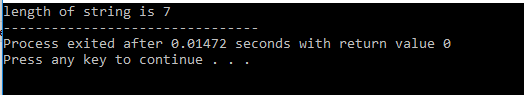 length of string is 7
--------------------------------
Process exited after 0.01472 seconds with return value 0
Press any key to continue . . .